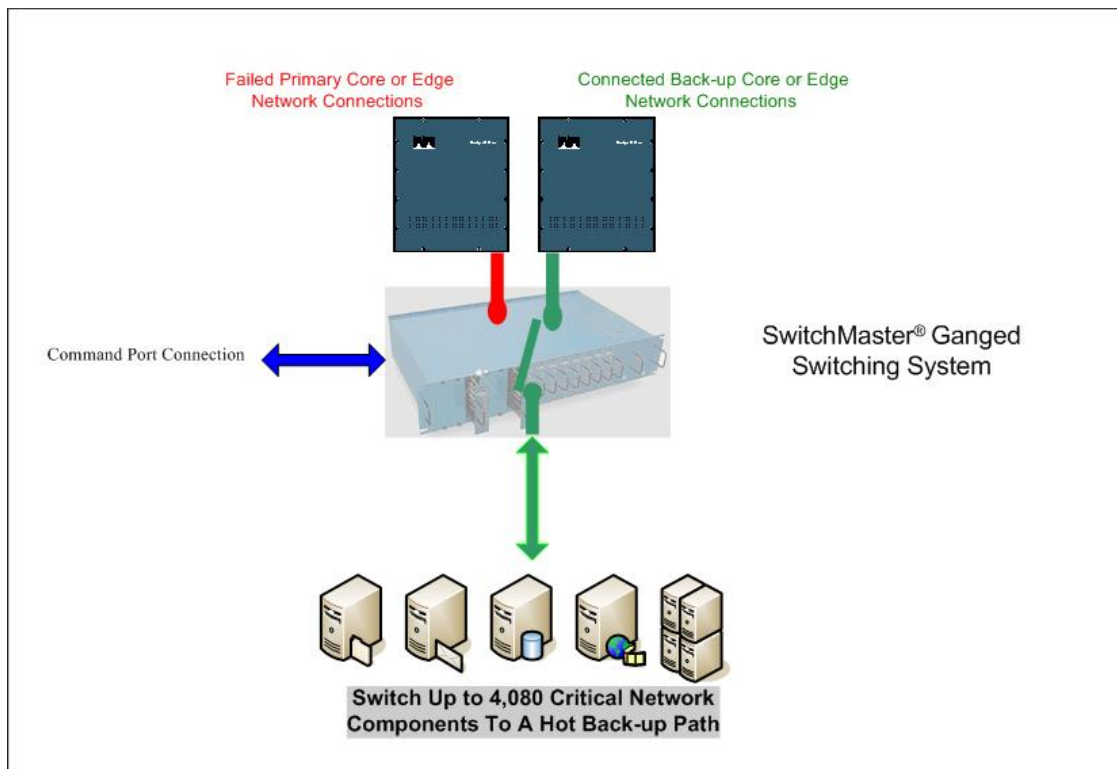 Failed Primary Core or Edge
Network Connections
Connected Back-up Core or Edge
Network Connections
Command Port Connection
SwitchMaster® Ganged
Switching System
Switch Up to 4,080 Critical Network
Components To A Hot Back-up Path